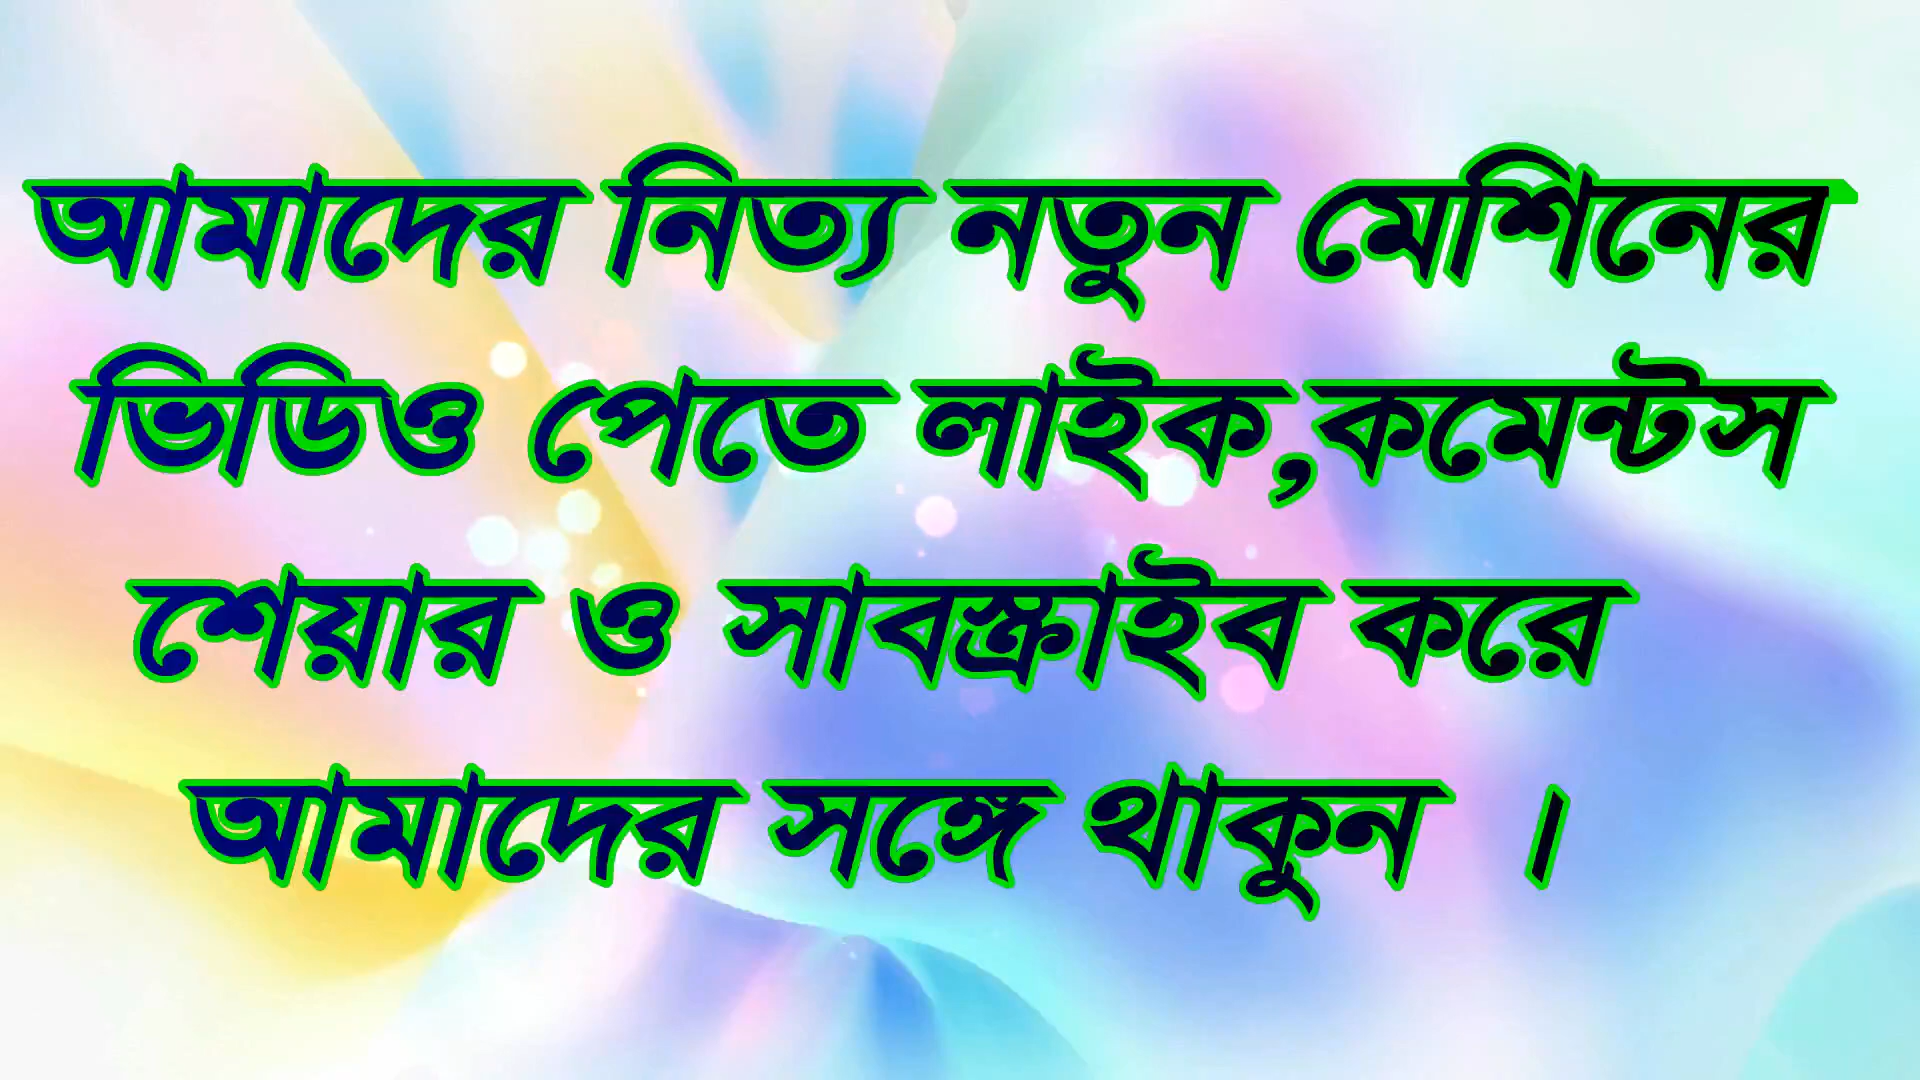 আমাদের নিত্য নতুন মেশিনের
ভিডিও পেতে লাইক,কমেন্টস
শেয়ার ও সাবস্ক্রাইব করে
আমাদের সঙ্গে থাকুন ।